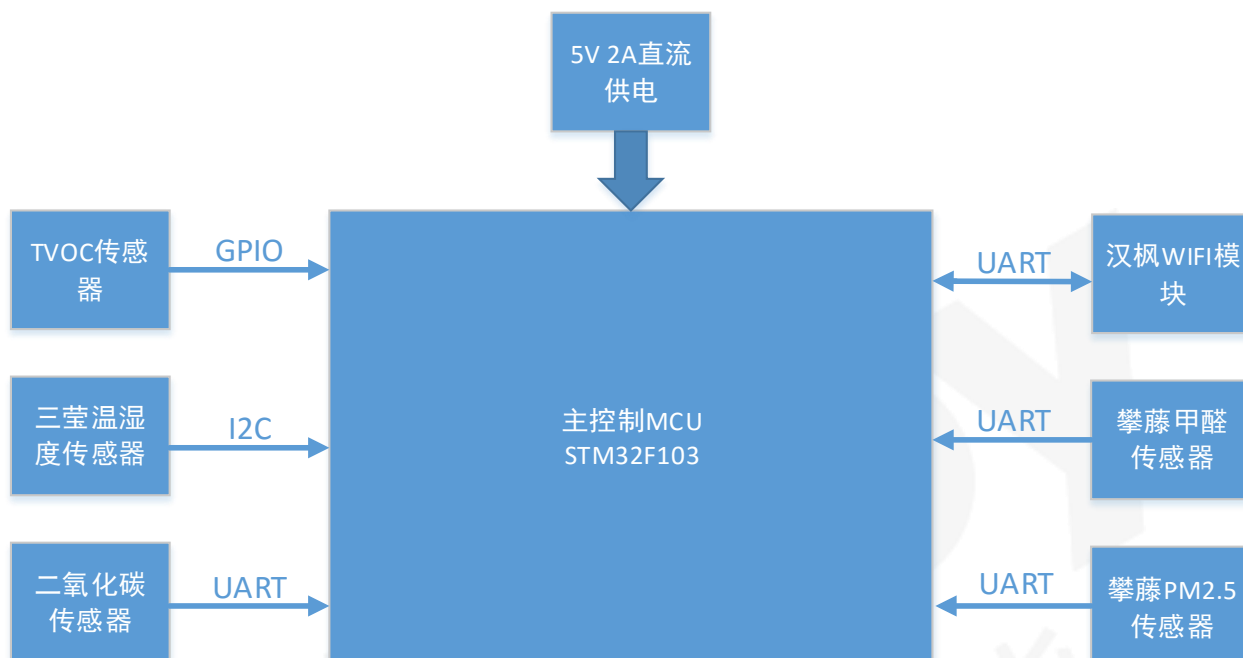 5V 2A直流
供电
TVOC传感
器
GPIO
UART
汉枫WIFI模
块
三莹温湿
度传感器
I2C
主控制MCU
STM32F103
UART
攀藤甲醛
传感器
二氧化碳
传感器
UART
UART
攀藤PM2.5
传感器